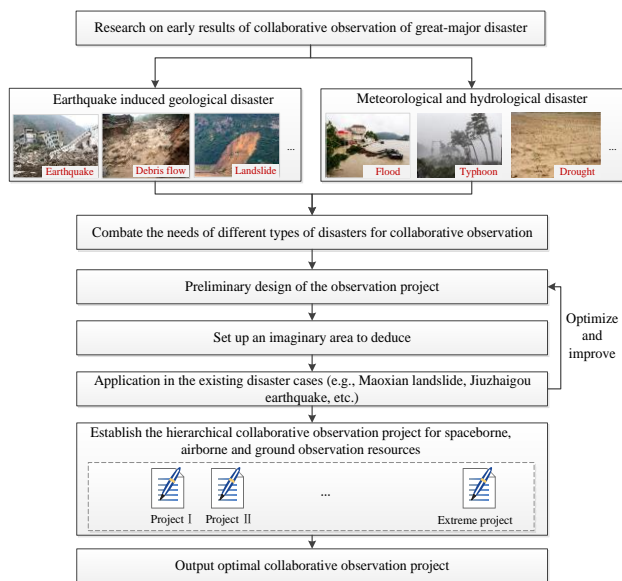 Research on early results of collaborative observation of great-major disaster
Earthquake induced geological disaster
Earthquake
Debris flow
Landslide
...
Meteorological and hydrological disaster
Flood
Typhoon
Drought
...
Combate the needs of different types of disasters for collaborative observation
Preliminary design of the observation project
Set up an imaginary area to deduce
Optimize
and
improve
Application in the existing disaster cases (e.g., Maoxian landslide, Jiuzhaigou
earthquake, etc.)
Establish the hierarchical collaborative observation project for spaceborne,
airborne and ground observation resources
Project Ⅰ
Project Ⅱ
...
Extreme project
Output optimal collaborative observation project